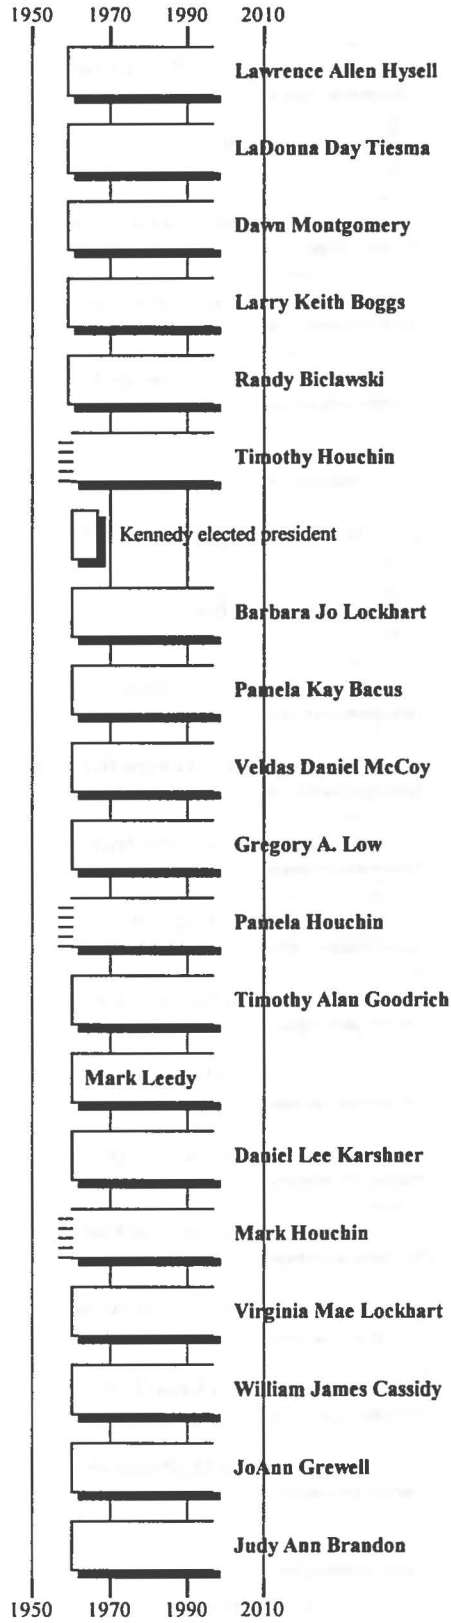 1950 1970 1990 2010
Lawrence Allen Hysell
LaDonna Day Tiesma
Dawn Montgomery
Larry Keith Boggs
Randy Biclawski
Timothy Houchin
Kennedy elected president
Barbara Jo Lockhart
Pamela Kay Bacus
Veldas Daniel McCoy
Gregory A. Low
Pamela Houchin
Timothy Alan Goodrich
Mark Leedy
Daniel Lee Karshner
Mark Houchin
Virginia Mae Lockhart
William James Cassidy
JoAnn Grewell
Judy Ann Brandon
1950 1970 1990 2010